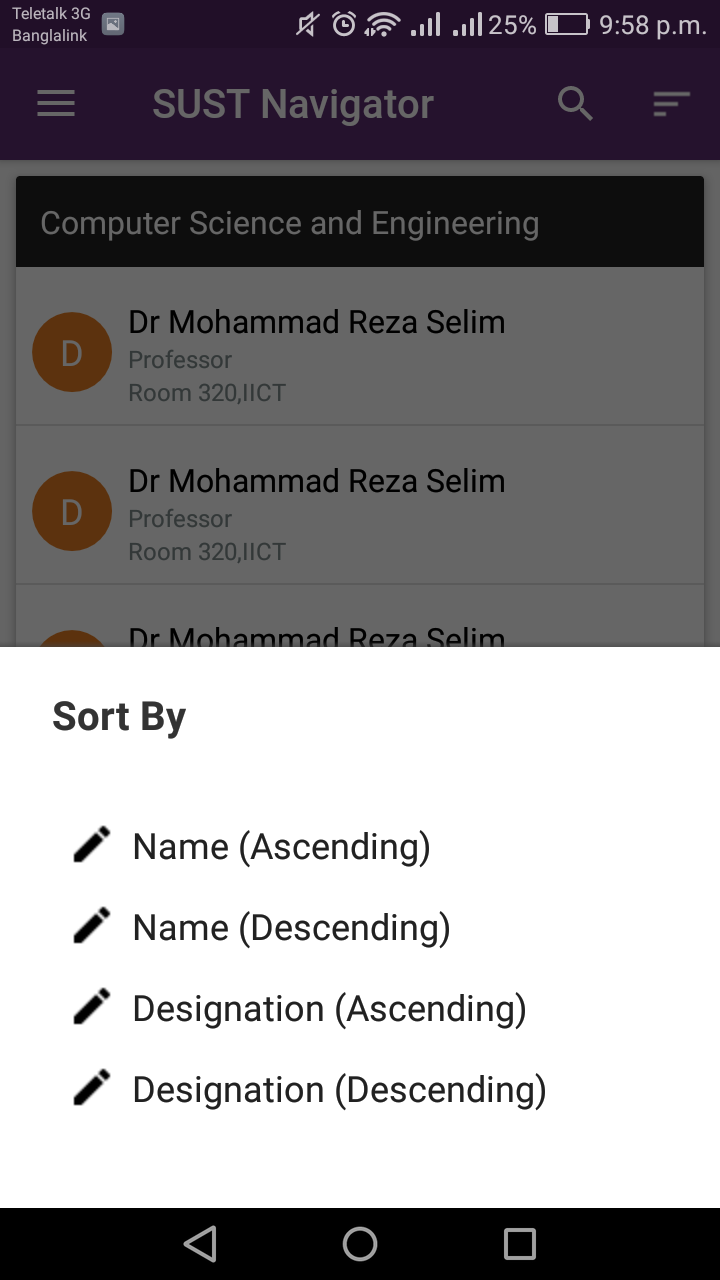 Teletalk 3G
Banglalink
25%
9:58 p.m.
SUST Navigator
Computer Science and Engineering
D
Dr Mohammad Reza Selim
Professor
Room 320,IICT
D
Dr Mohammad Reza Selim
Professor
Room 320,IICT
Dr Mohammad Reza Selim
Sort By
Name (Ascending)
Name (Descending)
Designation (Ascending)
Designation (Descending)